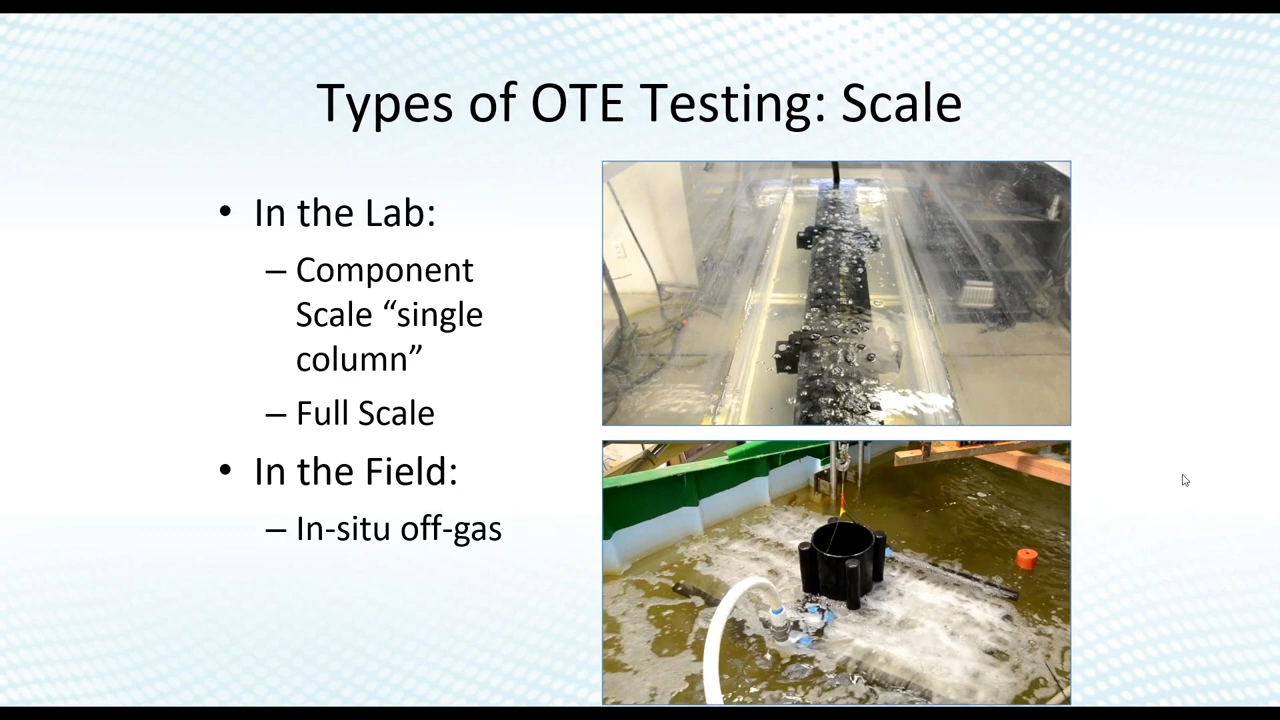 Types of OTE Testing: Scale
• In the Lab:
– Component
Scale “single
column”
– Full Scale
• In the Field:
– In-situ off-gas